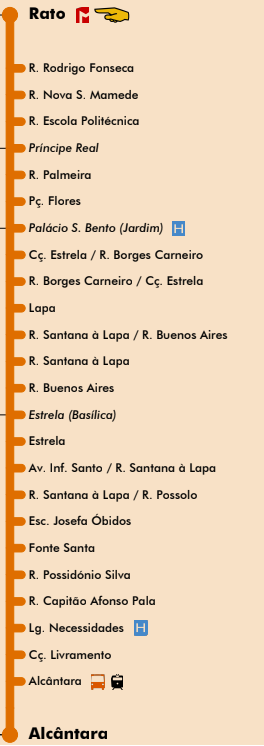 Rato
R. Rodrigo Fonseca
R. Nova S. Mamede
R. Escola Politécnica
Príncipe Real
R. Palmeira
Pç. Flores
Palácio S. Bento (Jardim) H
Cç. Estrela / R. Borges Carneiro
R. Borges Carneiro / Cç. Estrela
Lapa
R. Santana à Lapa / R. Buenos Aires
R. Santana à Lapa
R. Buenos Aires
Estrela (Basílica)
Estrela
Av. Inf. Santo / R. Santana à Lapa
R. Santana à Lapa / R. Possolo
Esc. Josefa Óbidos
Fonte Santa
R. Possidónio Silva
R. Capitão Afonso Pala
Lg. Necessidades H
Cç. Livramento
Alcântara
Alcântara